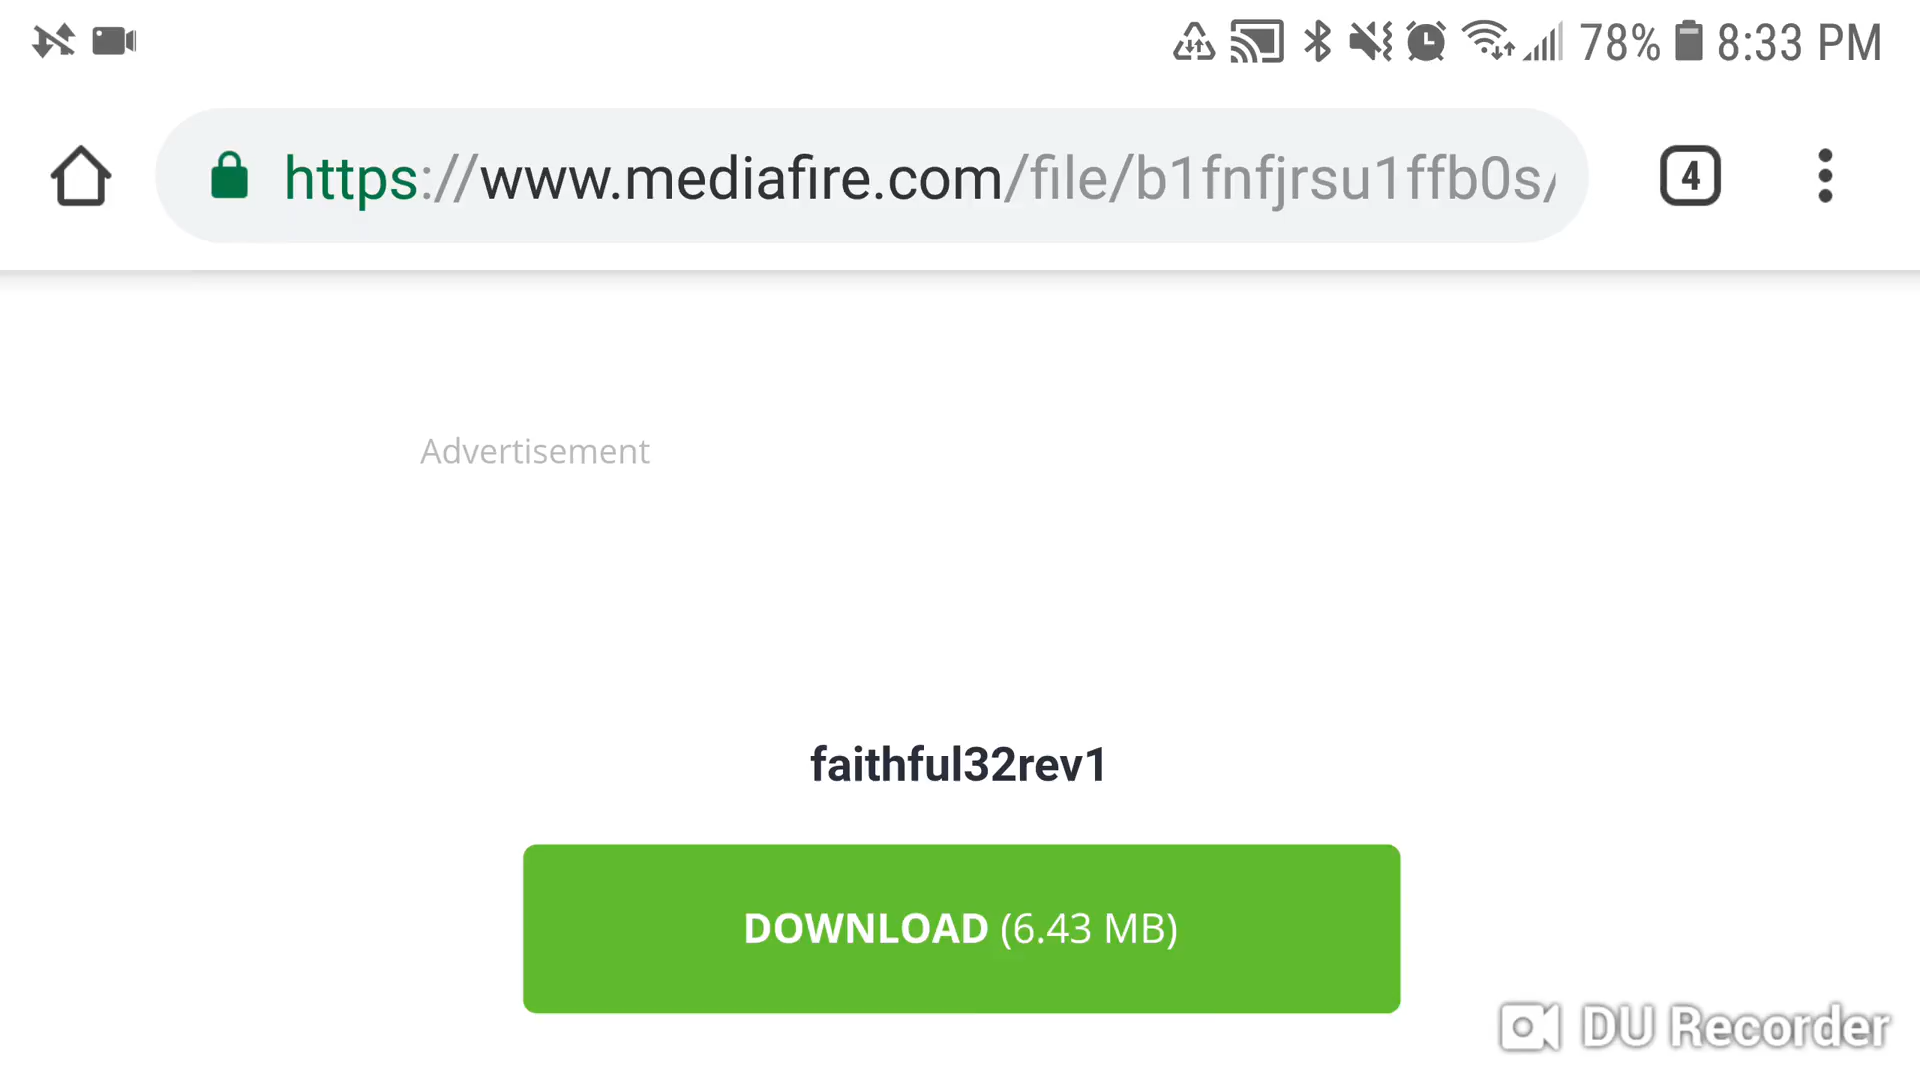 78% 8:33 PM
https://www.mediafire.com/file/b1fnfjrsu1ffb0s/
4
Advertisement
faithful32rev1
DOWNLOAD (6.43 MB)
DU Recorder